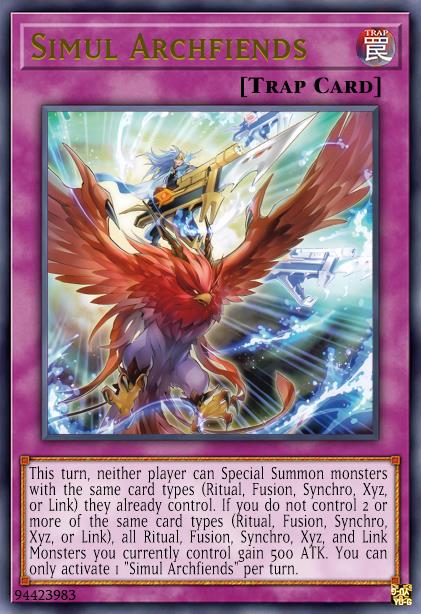 Simul Archfiends
TRAP
罠
[Trap Card]
This turn, neither player can Special Summon monsters
with the same card types (Ritual, Fusion, Synchro, Xyz,
or Link) they already control. If you do not control 2 or
more of the same card types (Ritual, Fusion, Synchro,
Xyz, or Link), all Ritual, Fusion, Synchro, Xyz, and Link
Monsters you currently control gain 500 ATK. You can
only activate 1 "Simul Archfiends" per turn.
94423983